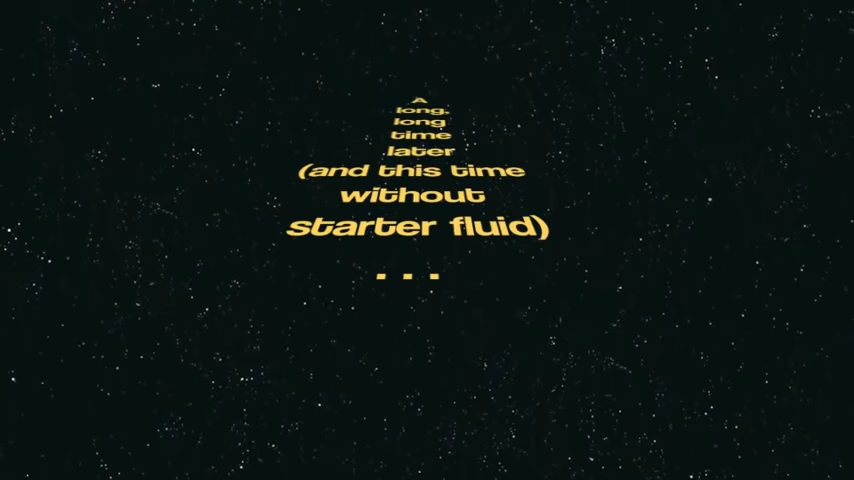 A
long,
long
time
later
(and this time
without
starter fluid)
...